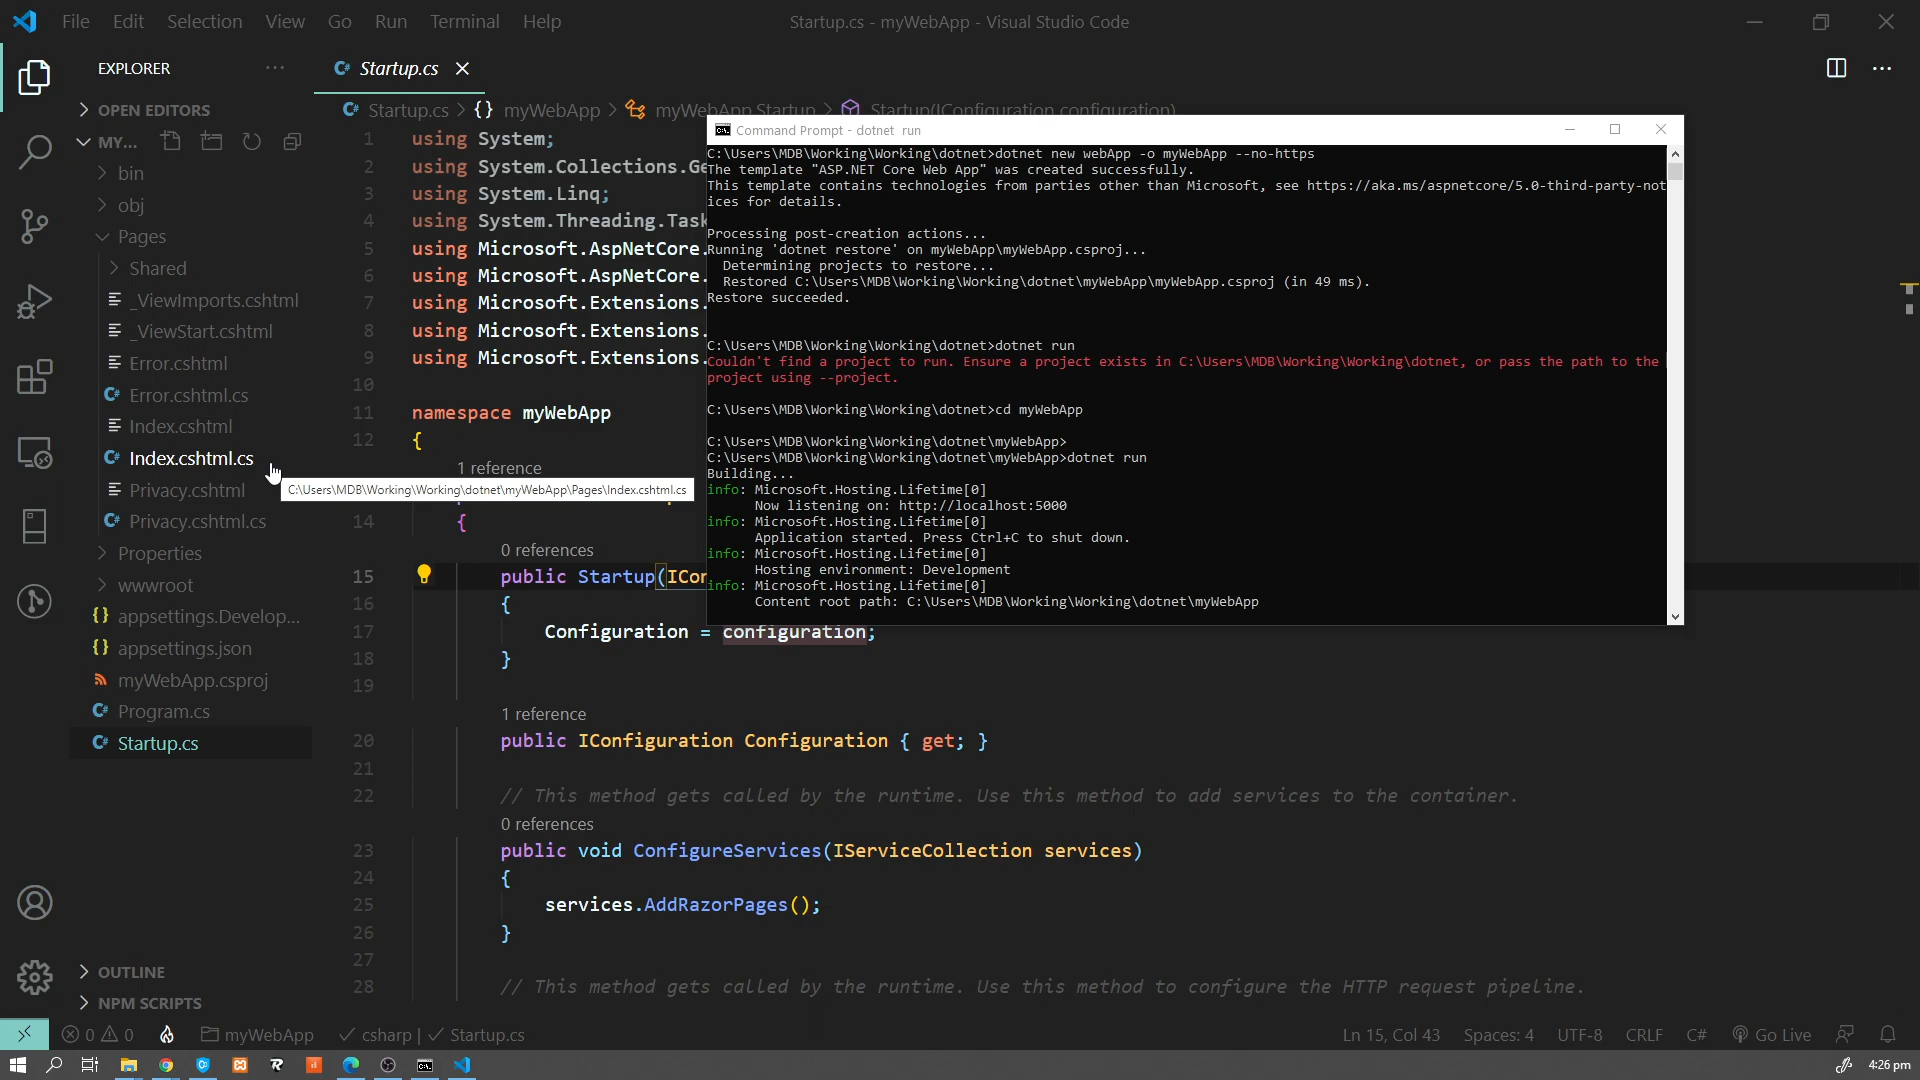 File Edit Selection View Go Run Terminal Help
Startup.cs - myWebApp - Visual Studio Code
EXPLORER
Startup.cs
OPEN EDITORS
MY...
bin
obj
Pages
Shared
_ViewImports.cshtml
_ViewStart.cshtml
Error.cshtml
Error.cshtml.cs
Index.cshtml
Index.cshtml.cs
Privacy.cshtml
Privacy.cshtml.cs
Properties
wwwroot
appsettings.Develop...
appsettings.json
myWebApp.csproj
Program.cs
Startup.cs
OUTLINE
NPM SCRIPTS
C:\Users\MDB\Working\Working\dotnet\myWebApp\Pages\Index.cshtml.cs
Startup.cs > {} myWebApp > myWebApp.Startup > Startup(IConfiguration configuration)
1 using System;
2 using System.Collections.Ge
3 using System.Linq;
4 using System.Threading.Task
5 using Microsoft.AspNetCore.
6 using Microsoft.AspNetCore.
7 using Microsoft.Extensions.
8 using Microsoft.Extensions.
9 using Microsoft.Extensions.
10
11 namespace myWebApp
12 {
1 reference
14 {
0 references
15 public Startup(ICon
16 {
17 Configuration = configuration;
18 }
19
1 reference
20 public IConfiguration Configuration { get; }
21
22 // This method gets called by the runtime. Use this method to add services to the container.
0 references
23 public void ConfigureServices(IServiceCollection services)
24 {
25 services.AddRazorPages();
26 }
27
28 // This method gets called by the runtime. Use this method to configure the HTTP request pipeline.
Command Prompt - dotnet run
C:\Users\MDB\Working\Working\dotnet>dotnet new webApp -o myWebApp --no-https
The template "ASP.NET Core Web App" was created successfully.
This template contains technologies from parties other than Microsoft, see https://aka.ms/aspnetcore/5.0-third-party-not
ices for details.
Processing post-creation actions...
Running 'dotnet restore' on myWebApp\myWebApp.csproj...
Determining projects to restore...
Restored C:\Users\MDB\Working\Working\dotnet\myWebApp\myWebApp.csproj (in 49 ms).
Restore succeeded.
C:\Users\MDB\Working\Working\dotnet>dotnet run
Couldn't find a project to run. Ensure a project exists in C:\Users\MDB\Working\Working\dotnet, or pass the path to the
project using --project.
C:\Users\MDB\Working\Working\dotnet>cd myWebApp
C:\Users\MDB\Working\Working\dotnet\myWebApp>
C:\Users\MDB\Working\Working\dotnet\myWebApp>dotnet run
Building...
info: Microsoft.Hosting.Lifetime[0]
Now listening on: http://localhost:5000
info: Microsoft.Hosting.Lifetime[0]
Application started. Press Ctrl+C to shut down.
info: Microsoft.Hosting.Lifetime[0]
Hosting environment: Development
info: Microsoft.Hosting.Lifetime[0]
Content root path: C:\Users\MDB\Working\Working\dotnet\myWebApp
0 0 myWebApp csharp | Startup.cs
Ln 15, Col 43 Spaces: 4 UTF-8 CRLF C# Go Live
4:26 pm